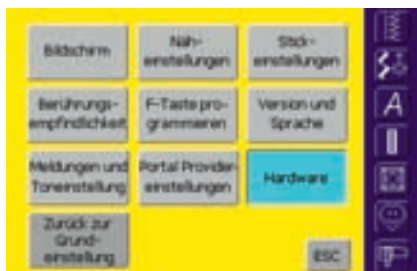 Bildschirm
Näh-
einstellungen
Stick-
einstellungen
Berührungs-
empfindlichkeit
F-Taste pro-
grammieren
Version und
Sprache
Meldungen und
Toneinstellung
Portal Provider-
einstellungen
Hardware
Zurück zur
Grund-
einstellung
ESC
A